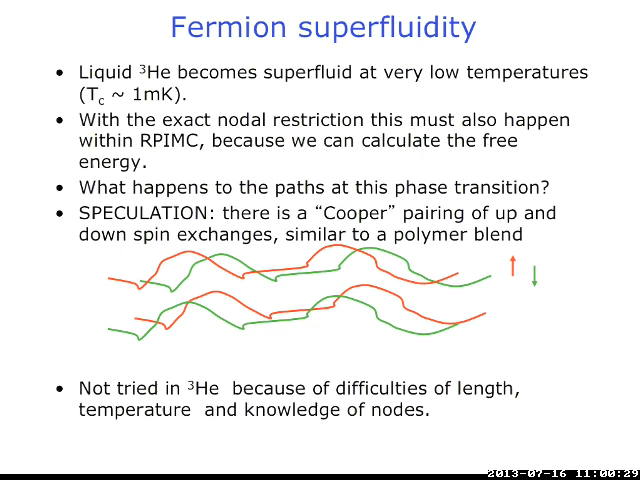 Fermion superfluidity
• Liquid ³He becomes superfluid at very low temperatures
(Tc ~ 1mK).
• With the exact nodal restriction this must also happen
within RPIMC, because we can calculate the free
energy.
• What happens to the paths at this phase transition?
• SPECULATION: there is a “Cooper” pairing of up and
down spin exchanges, similar to a polymer blend
• Not tried in ³He because of difficulties of length,
temperature and knowledge of nodes.
2013-07-16 11:00:29